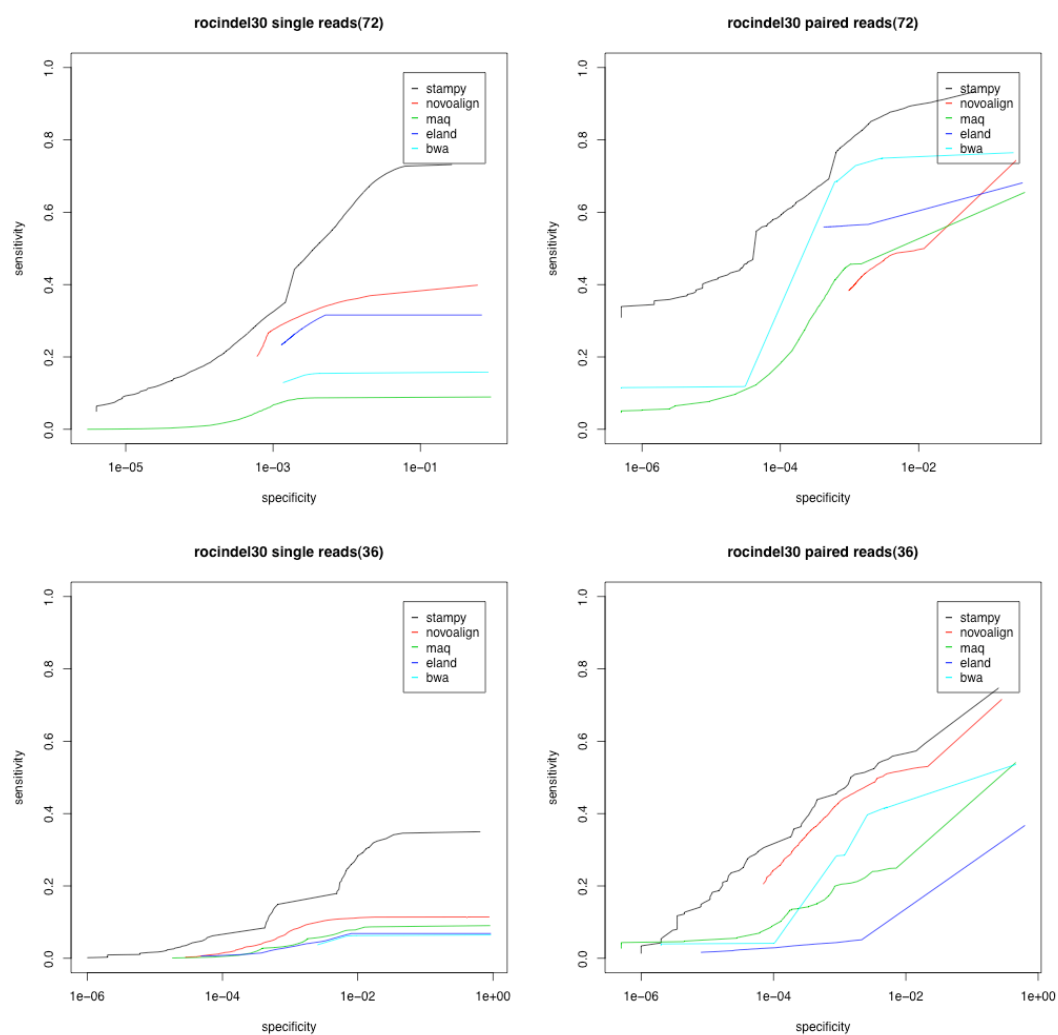 rocindel30 single reads(72)
1.0
0.8
0.6
0.4
0.2
0.0
sensitivity
stampy
novoalign
maq
eland
bwa
1e-05
1e-03
1e-01
specificity
rocindel30 paired reads(72)
1.0
0.8
0.6
0.4
0.2
0.0
sensitivity
stampy
novoalign
maq
eland
bwa
1e-06
1e-04
1e-02
specificity
rocindel30 single reads(36)
1.0
0.8
0.6
0.4
0.2
0.0
sensitivity
stampy
novoalign
maq
eland
bwa
1e-06
1e-04
1e-02
1e+00
specificity
rocindel30 paired reads(36)
1.0
0.8
0.6
0.4
0.2
0.0
sensitivity
stampy
novoalign
maq
eland
bwa
1e-06
1e-04
1e-02
1e+00
specificity